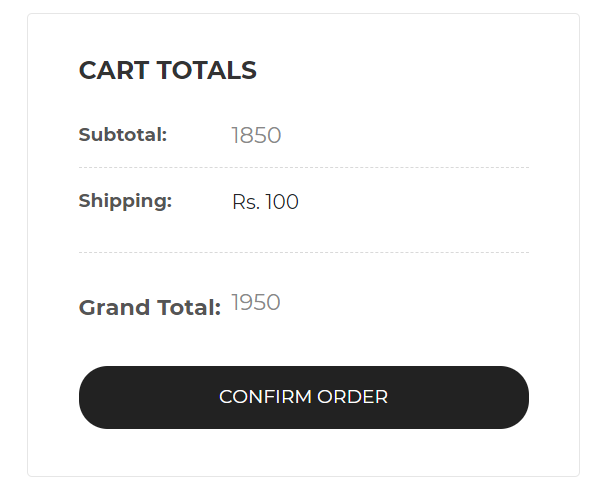 CART TOTALS
Subtotal: 1850
Shipping: Rs. 100
Grand Total: 1950
CONFIRM ORDER